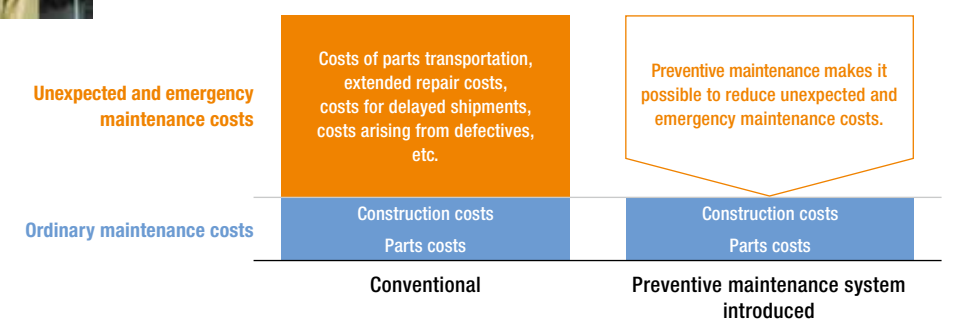 Unexpected and emergency
maintenance costs
Costs of parts transportation,
extended repair costs,
costs for delayed shipments,
costs arising from defectives,
etc.
Preventive maintenance makes it
possible to reduce unexpected and
emergency maintenance costs.
Ordinary maintenance costs
Construction costs
Parts costs
Construction costs
Parts costs
Conventional
Preventive maintenance system
introduced